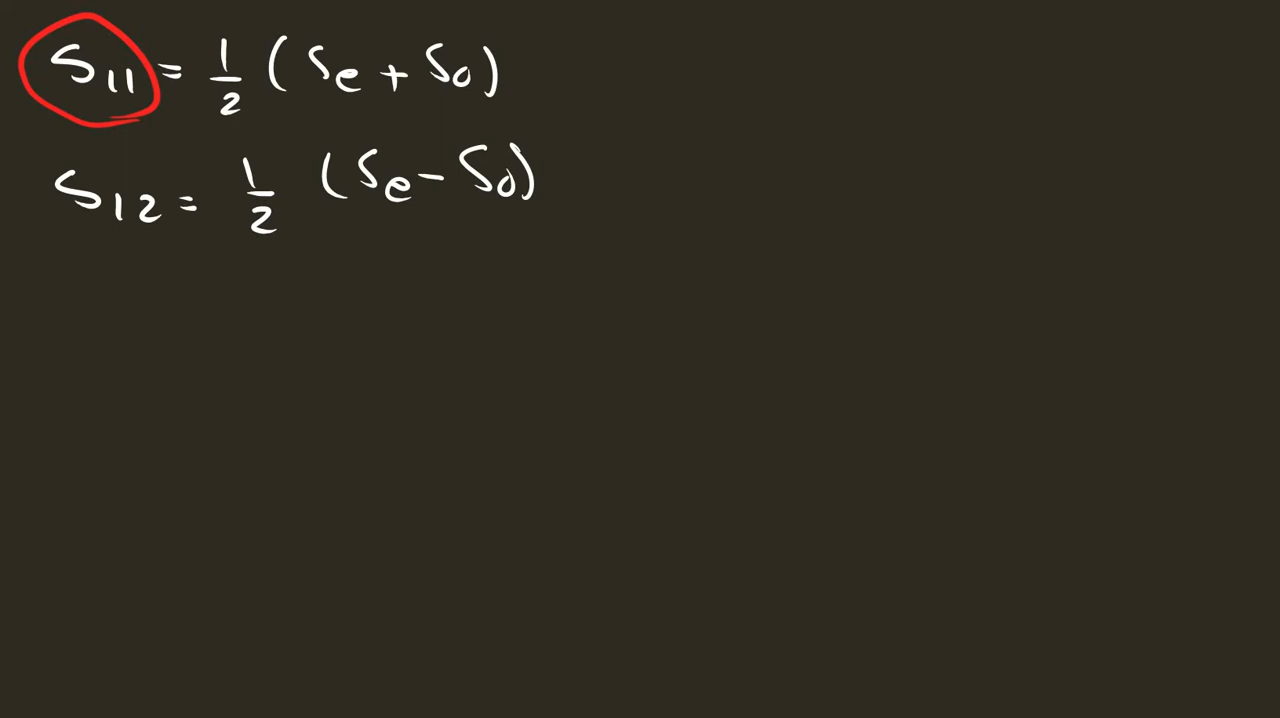 S₁₁ = 1/2 (Se + So)
S₁₂ = 1/2 (Se - So)